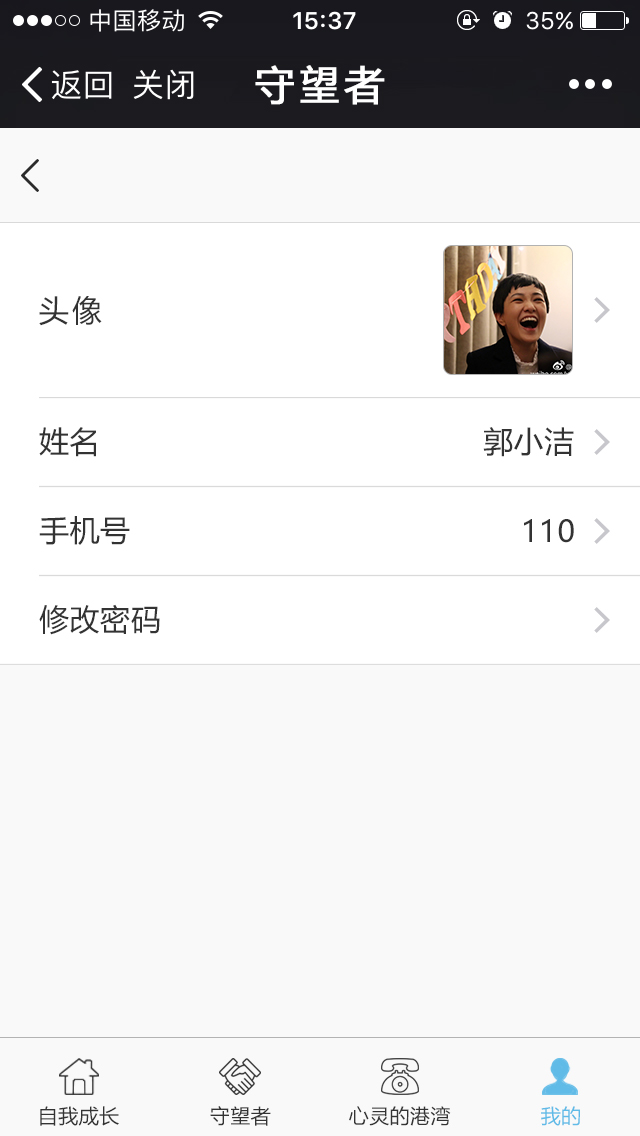 中国移动 15:37 35%
返回 关闭 守望者
头像
姓名 郭小洁
手机号 110
修改密码
自我成长 守望者 心灵的港湾 我的